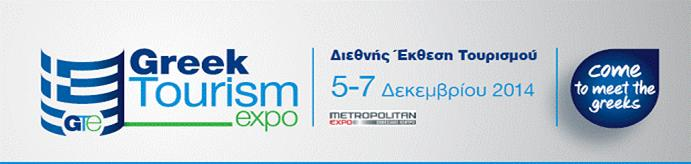 GTe
Greek
Tourism
expo
Διεθνής Έκθεση Τουρισμού
5-7 Δεκεμβρίου 2014
METROPOLITAN
EXPO
come
to meet the
greeks